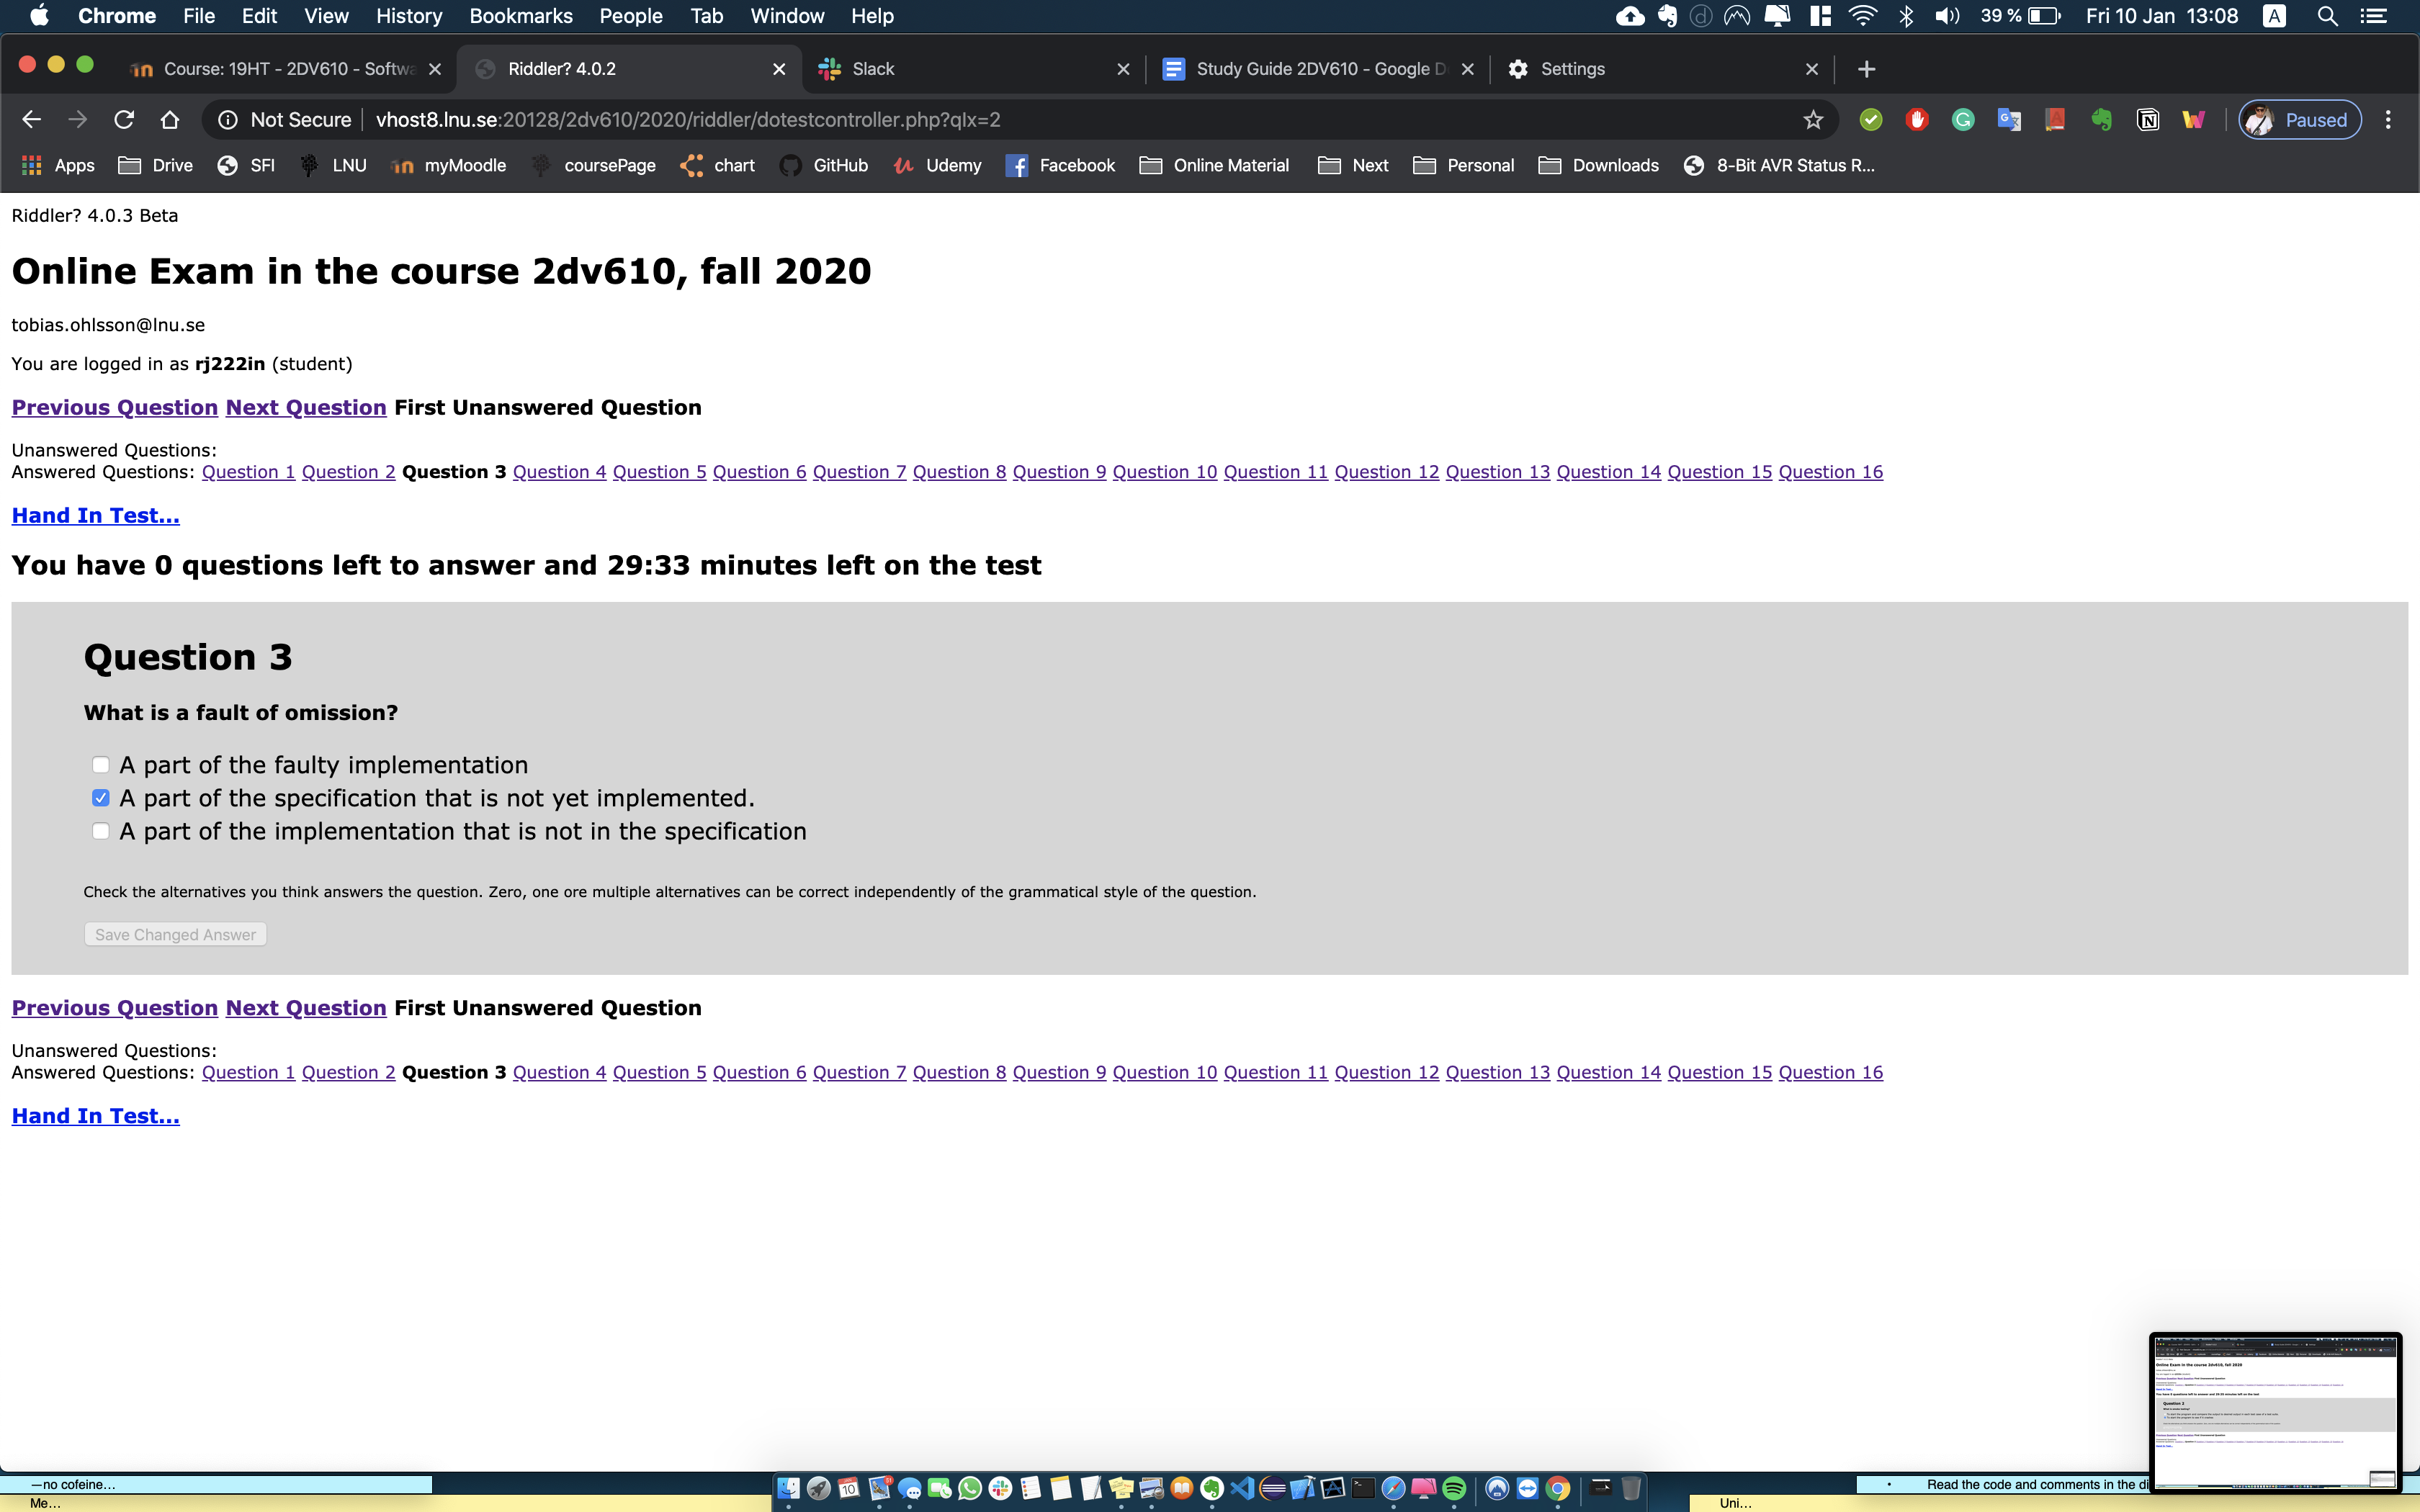 Chrome File Edit View History Bookmarks People Tab Window Help 39 % Fri 10 Jan 13:08 A
Course: 19HT - 2DV610 - Softwa Riddler? 4.0.2 Slack Study Guide 2DV610 - Google D Settings
Not Secure vhost8.lnu.se:20128/2dv610/2020/riddler/dotestcontroller.php?qIx=2 Paused
Apps Drive SFI LNU myMoodle coursePage chart GitHub Udemy Facebook Online Material Next Personal Downloads 8-Bit AVR Status R...
Riddler? 4.0.3 Beta
Online Exam in the course 2dv610, fall 2020
tobias.ohlsson@lnu.se
You are logged in as rj222in (student)
Previous Question Next Question First Unanswered Question
Unanswered Questions:
Answered Questions: Question 1 Question 2 Question 3 Question 4 Question 5 Question 6 Question 7 Question 8 Question 9 Question 10 Question 11 Question 12 Question 13 Question 14 Question 15 Question 16
Hand In Test...
You have 0 questions left to answer and 29:33 minutes left on the test
Question 3
What is a fault of omission?
A part of the faulty implementation
A part of the specification that is not yet implemented.
A part of the implementation that is not in the specification
Check the alternatives you think answers the question. Zero, one ore multiple alternatives can be correct independently of the grammatical style of the question.
Save Changed Answer
Previous Question Next Question First Unanswered Question
Unanswered Questions:
Answered Questions: Question 1 Question 2 Question 3 Question 4 Question 5 Question 6 Question 7 Question 8 Question 9 Question 10 Question 11 Question 12 Question 13 Question 14 Question 15 Question 16
Hand In Test...
—no cofeine...
Me...
• Read the code and comments in the di
Uni...